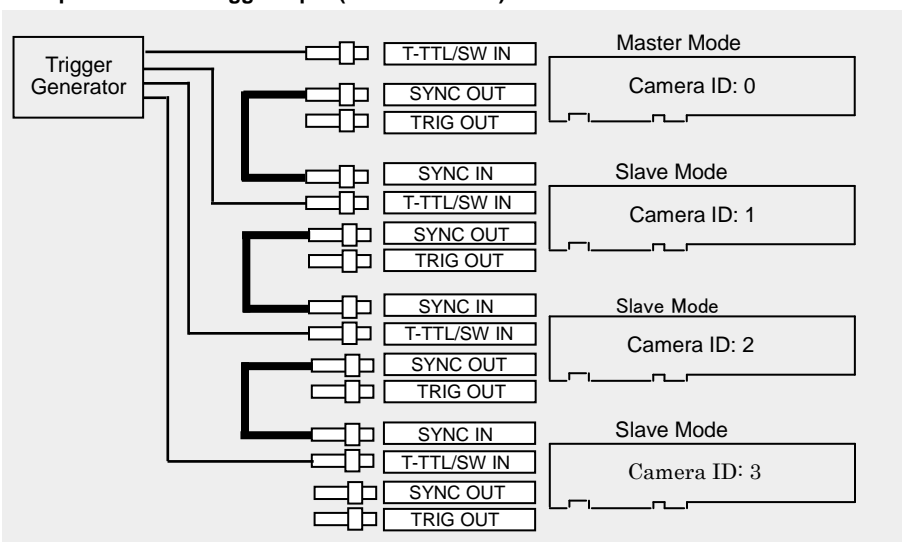 Trigger
Generator
T-TTL/SW IN
Master Mode
Camera ID: 0
SYNC OUT
TRIG OUT
SYNC IN
Slave Mode
T-TTL/SW IN
Camera ID: 1
SYNC OUT
TRIG OUT
SYNC IN
Slave Mode
T-TTL/SW IN
Camera ID: 2
SYNC OUT
TRIG OUT
SYNC IN
Slave Mode
T-TTL/SW IN
Camera ID: 3
SYNC OUT
TRIG OUT